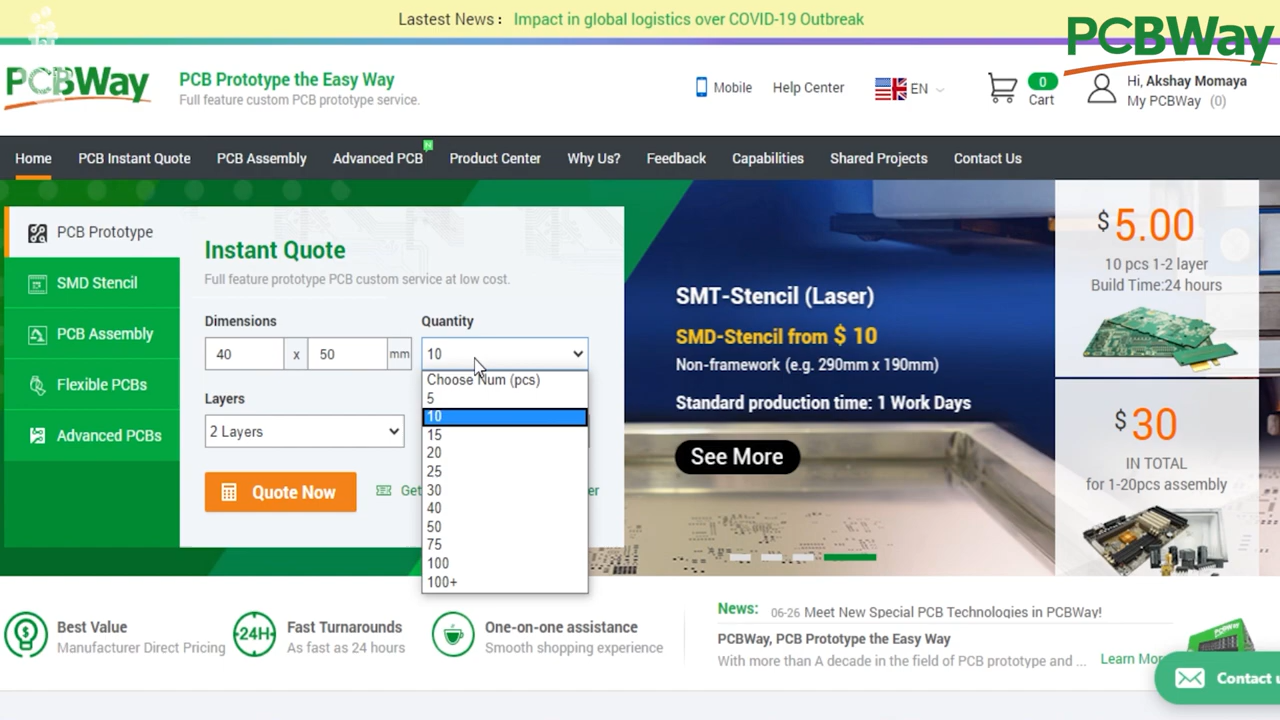 Lastest News : Impact in global logistics over COVID-19 Outbreak
PCBWay
PCBWay
PCB Prototype the Easy Way
Full feature custom PCB prototype service.
Mobile
Help Center
EN
0
Cart
Hi, Akshay Momaya
My PCBWay (0)
Home
PCB Instant Quote
PCB Assembly
Advanced PCB
N
Product Center
Why Us?
Feedback
Capabilities
Shared Projects
Contact Us
PCB Prototype
SMD Stencil
PCB Assembly
Flexible PCBs
Advanced PCBs
Instant Quote
Full feature prototype PCB custom service at low cost.
Dimensions
Quantity
40 x 50 mm
10
Choose Num (pcs)
5
10
15
20
25
30
40
50
75
100
100+
Layers
2 Layers
Quote Now
SMT-Stencil (Laser)
SMD-Stencil from $ 10
Non-framework (e.g. 290mm x 190mm)
Standard production time: 1 Work Days
See More
$ 5.00
10 pcs 1-2 layer
Build Time:24 hours
$ 30
IN TOTAL
for 1-20pcs assembly
Best Value
Manufacturer Direct Pricing
24H
Fast Turnarounds
As fast as 24 hours
One-on-one assistance
Smooth shopping experience
News: 06-26 Meet New Special PCB Technologies in PCBWay!
PCBWay, PCB Prototype the Easy Way
With more than A decade in the field of PCB prototype and ...
Learn Mor
PCBWay
Contact u